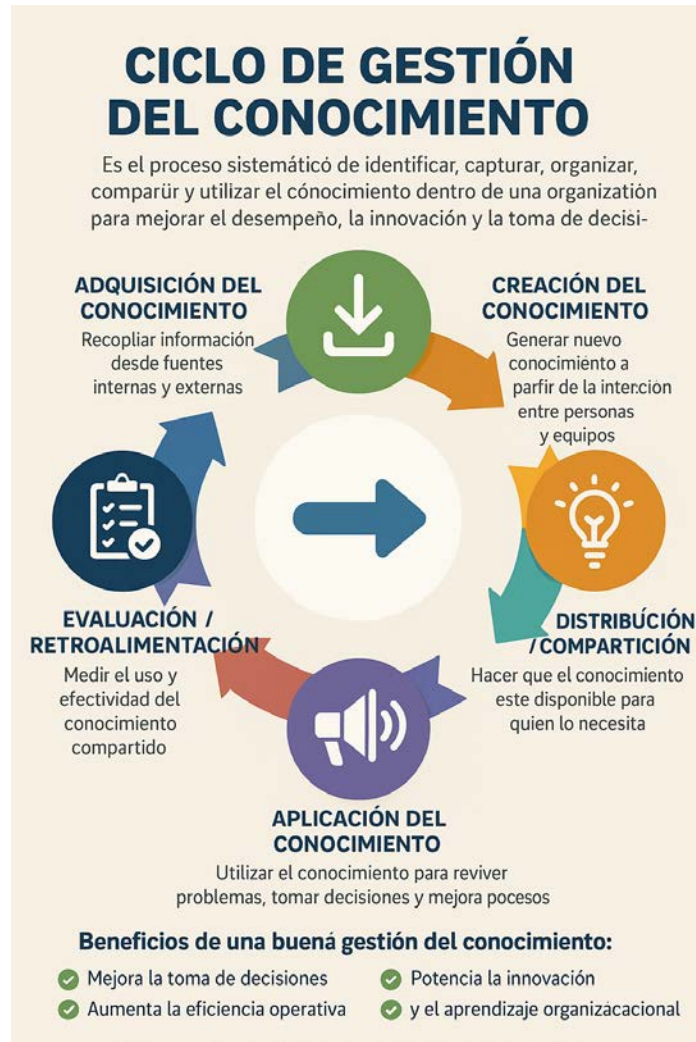 CICLO DE GESTIÓN
DEL CONOCIMIENTO
Es el proceso sistemáticó de identificar, capturar, organizar,
compartir y utilizar el cónocimiento dentro de una organizatión
para mejorar el desempeño, la innovación y la toma de decisi-
ADQUISICIÓN DEL
CONOCIMIENTO
Recopliar información
desde fuentes
internas y externas
CREACIÓN DEL
CONOCIMIENTO
Generar nuevo
conocimiénto a
parfir de la interción
entre personas
y equipos
EVALUACIÓN /
RETROALIMENTACIÓN
Medir el uso y
efectividad del
conocimiento
compartido
DISTRIBÚCIÓN
/ COMPARTICIÓN
Hacer que el conocimiento
este disponible para
quien lo necesita
APLICACIÓN DEL
CONOCIMIENTO
Utilizar el conocimiento para reviver
problemas, tomar decisiones y mejora pocesos
Beneficios de una buená gestión del conocimiento:
Mejora la toma de decisiones
Potencia la innovación
Aumenta la eficiencia operativa
y el aprendizaje organizácacional